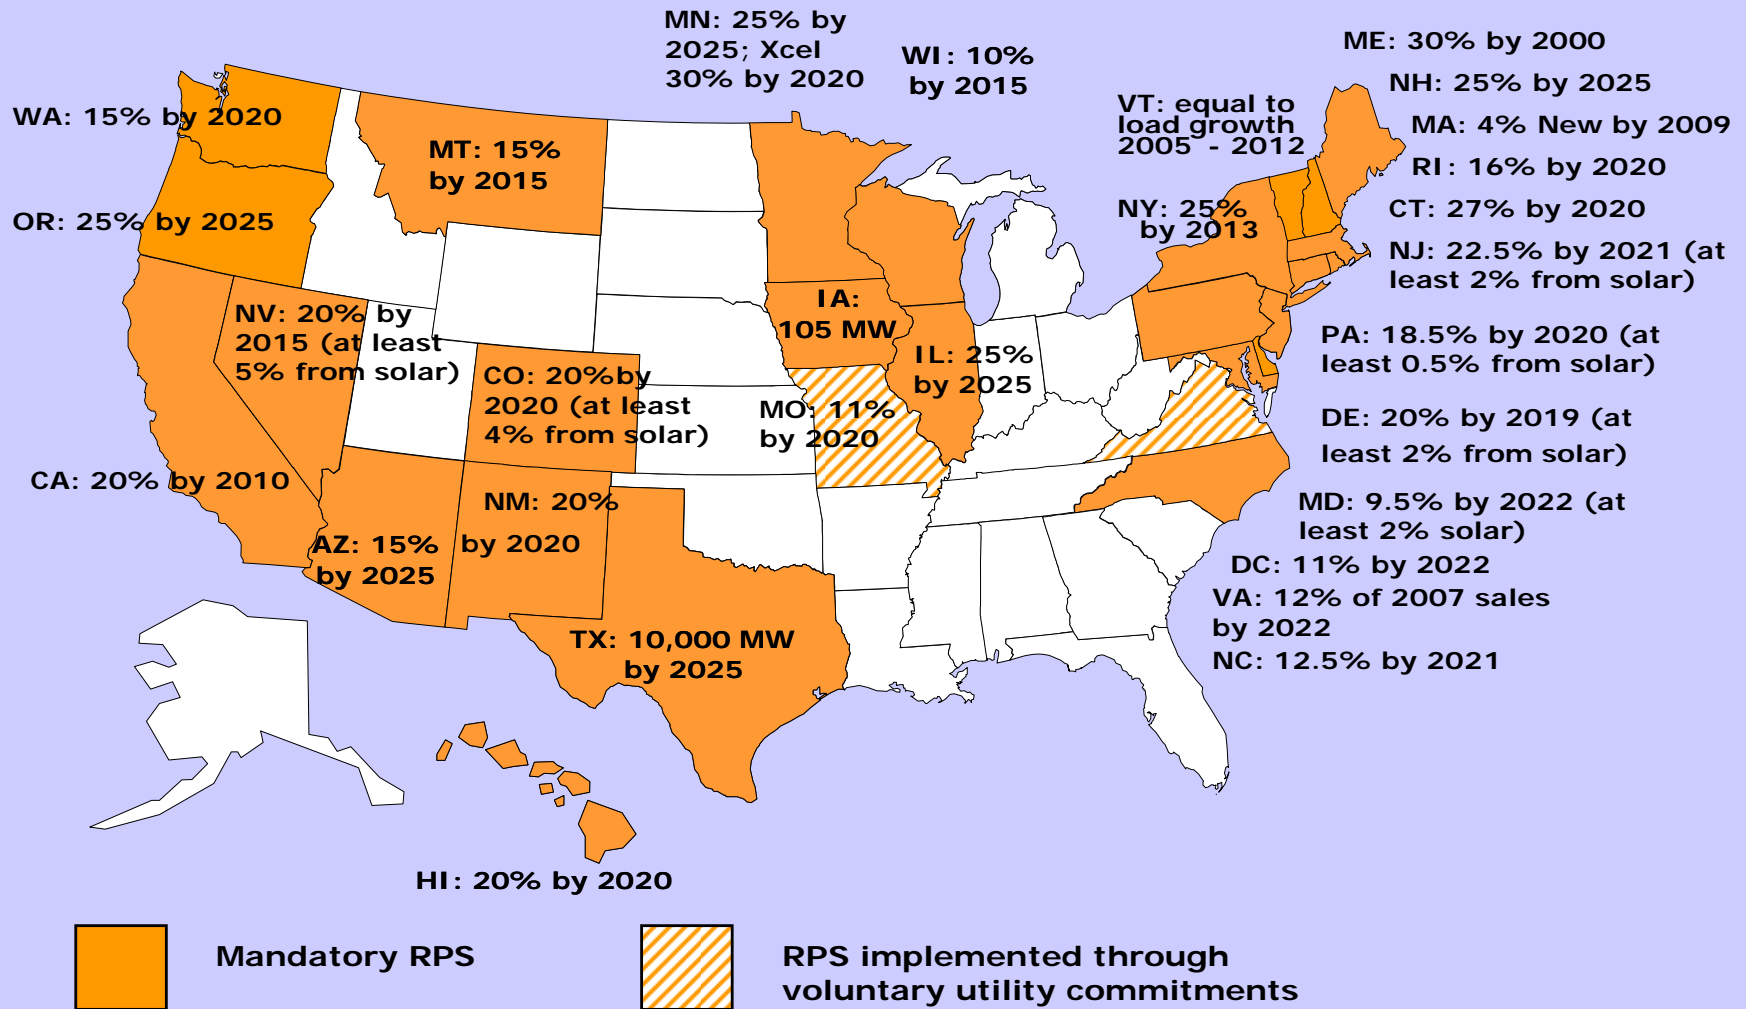 MN: 25% by
2025; Xcel
30% by 2020
WI: 10%
by 2015
ME: 30% by 2000
NH: 25% by 2025
VT: equal to
load growth
2005 - 2012
MA: 4% New by 2009
RI: 16% by 2020
WA: 15% by 2020
MT: 15%
by 2015
OR: 25% by 2025
NY: 25%
by 2013
CT: 27% by 2020
NJ: 22.5% by 2021 (at
least 2% from solar)
NV: 20% by
2015 (at least
5% from solar)
IA:
105 MW
IL: 25%
by 2025
PA: 18.5% by 2020 (at
least 0.5% from solar)
CO: 20%by
2020 (at least
4% from solar)
MO: 11%
by 2020
DE: 20% by 2019 (at
least 2% from solar)
CA: 20% by 2010
NM: 20%
by 2020
AZ: 15%
by 2025
MD: 9.5% by 2022 (at
least 2% solar)
DC: 11% by 2022
VA: 12% of 2007 sales
by 2022
NC: 12.5% by 2021
TX: 10,000 MW
by 2025
HI: 20% by 2020
Mandatory RPS
RPS implemented through
voluntary utility commitments